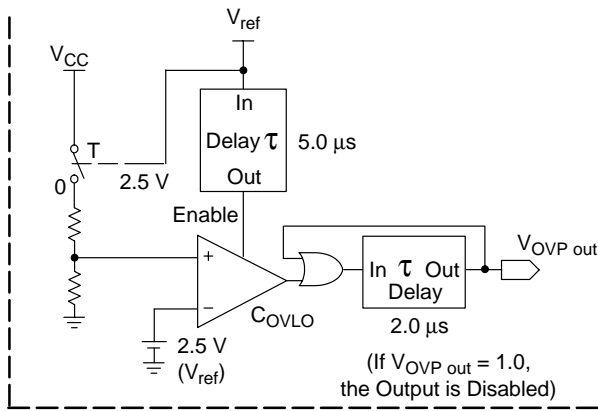 V_ref
V_CC
In
Delay τ
Out
5.0 μs
T
0
2.5 V
Enable
+
−
C_OVLO
2.5 V
(V_ref)
In τ Out
Delay
2.0 μs
V_OVP out
(If V_OVP out = 1.0,
the Output is Disabled)